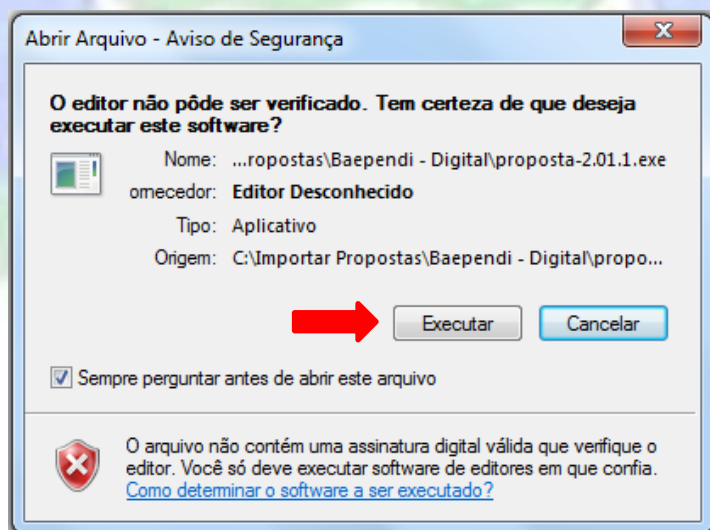 Abrir Arquivo - Aviso de Segurança
O editor não pôde ser verificado. Tem certeza de que deseja
executar este software?
Nome: ...ropostas\Baependi - Digital\proposta-2.01.1.exe
omecedor: Editor Desconhecido
Tipo: Aplicativo
Origem: C:\Importar Propostas\Baependi - Digital\propo...
Executar Cancelar
Sempre perguntar antes de abrir este arquivo
O arquivo não contém uma assinatura digital válida que verifique o
editor. Você só deve executar software de editores em que confia.
Como determinar o software a ser executado?